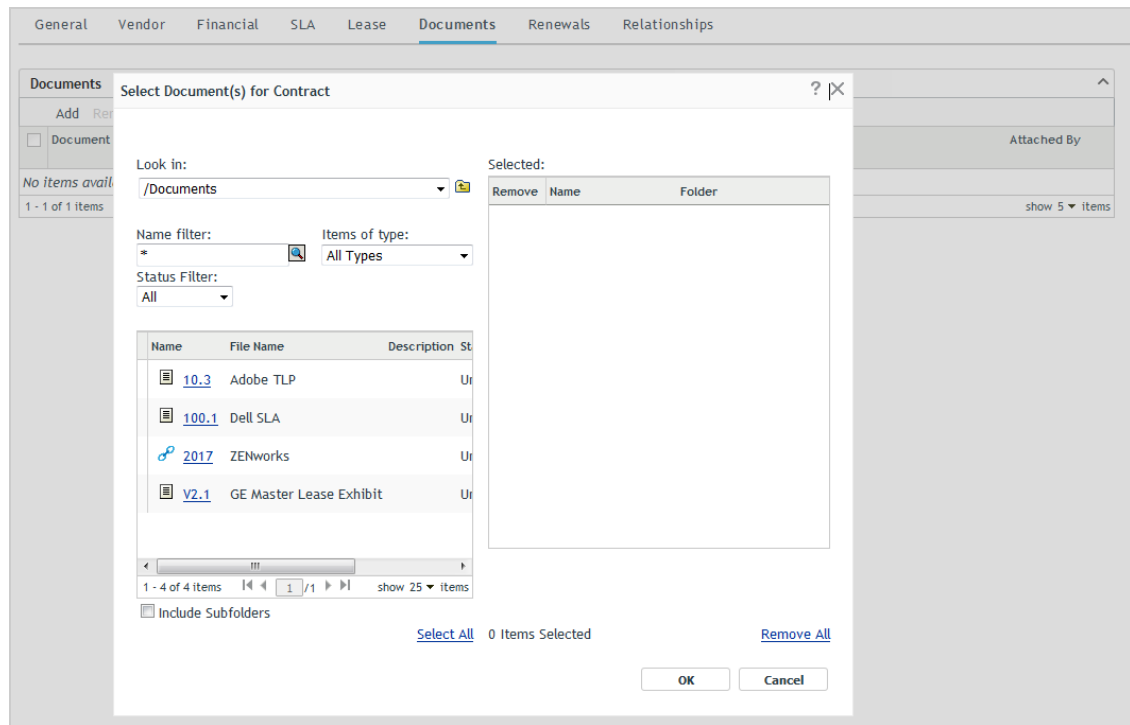 General Vendor Financial SLA Lease Documents Renewals Relationships
Documents
Select Document(s) for Contract ?
Add
Document Attached By
No items
1 - 1 of 1 items show 5 items
Look in: Selected:
/Documents
Remove Name Folder
Name filter: Items of type:
* All Types
Status Filter:
All
Name File Name Description
10.3 Adobe TLP
100.1 Dell SLA
2017 ZENworks
V2.1 GE Master Lease Exhibit
1 - 4 of 4 items 1 /1 show 25 items
Include Subfolders
Select All 0 Items Selected Remove All
OK Cancel